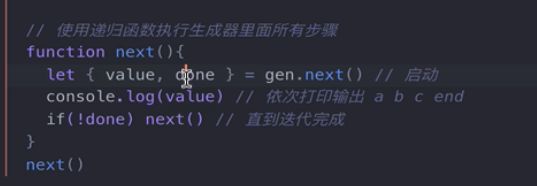 // 使用递归函数执行生成器里面所有步骤
function next(){
let { value, done } = gen.next() // 启动
console.log(value) // 依次打印输出 a b c end
if(!done) next() // 直到迭代完成
}
next()